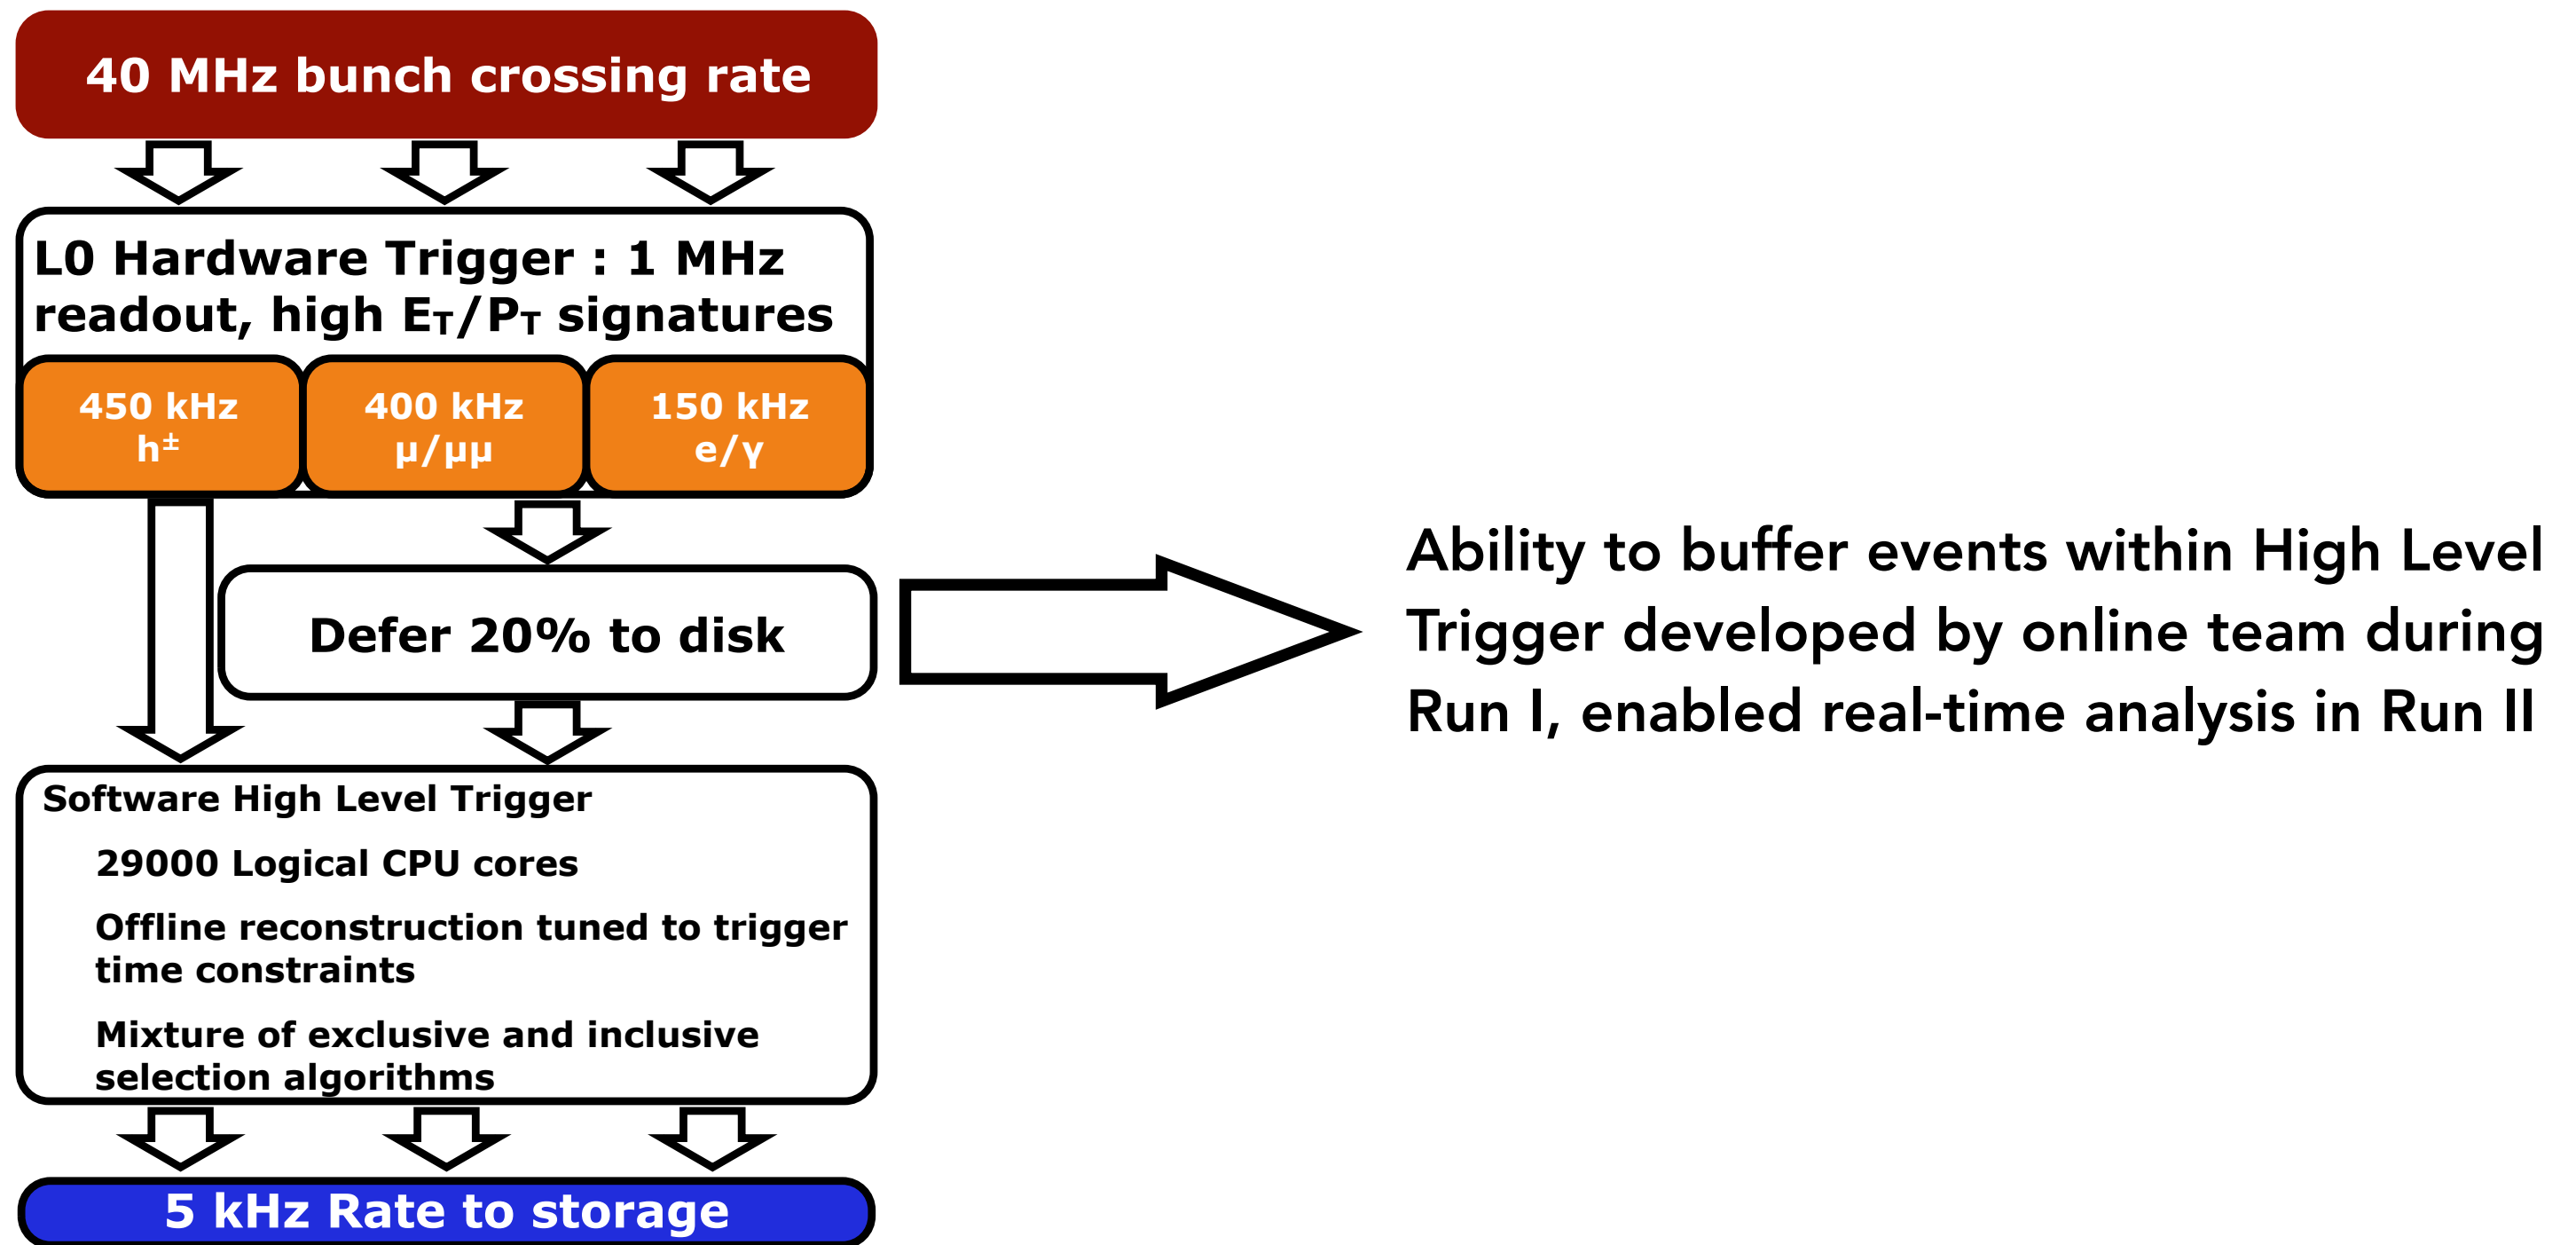 40 MHz bunch crossing rate
L0 Hardware Trigger : 1 MHz
readout, high ET/PT signatures
450 kHz
h±
400 kHz
μ/μμ
150 kHz
e/γ
Defer 20% to disk
Software High Level Trigger
29000 Logical CPU cores
Offline reconstruction tuned to trigger
time constraints
Mixture of exclusive and inclusive
selection algorithms
5 kHz Rate to storage
Ability to buffer events within High Level
Trigger developed by online team during
Run I, enabled real-time analysis in Run II